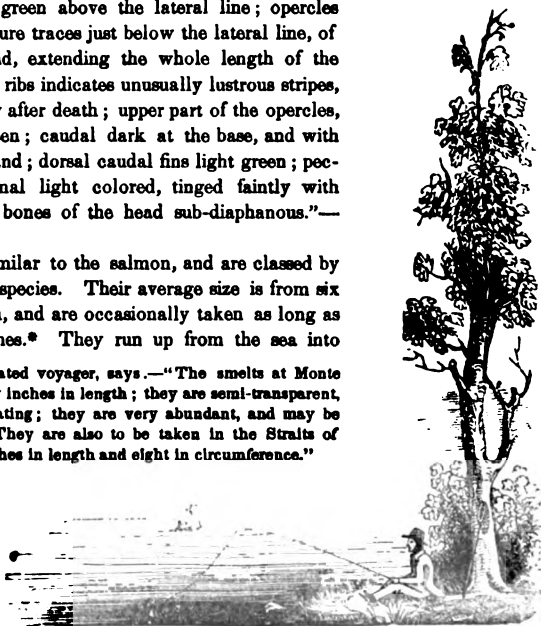 green above the lateral line; opercles
ure traces just below the lateral line, of
d, extending the whole length of the
ribs indicates unusually lustrous stripes,
after death; upper part of the opercles,
en; caudal dark at the base, and with
nd; dorsal caudal fins light green; pec-
nal light colored, tinged faintly with
bones of the head sub-diaphanous.”—
milar to the salmon, and are classed by
species. Their average size is from six
, and are occasionally taken as long as
hes.* They run up from the sea into
ated voyager, says.—“The smelts at Monte
inches in length; they are semi-transparent,
ating; they are very abundant, and may be
They are also to be taken in the Straits of
hes in length and eight in circumference.”